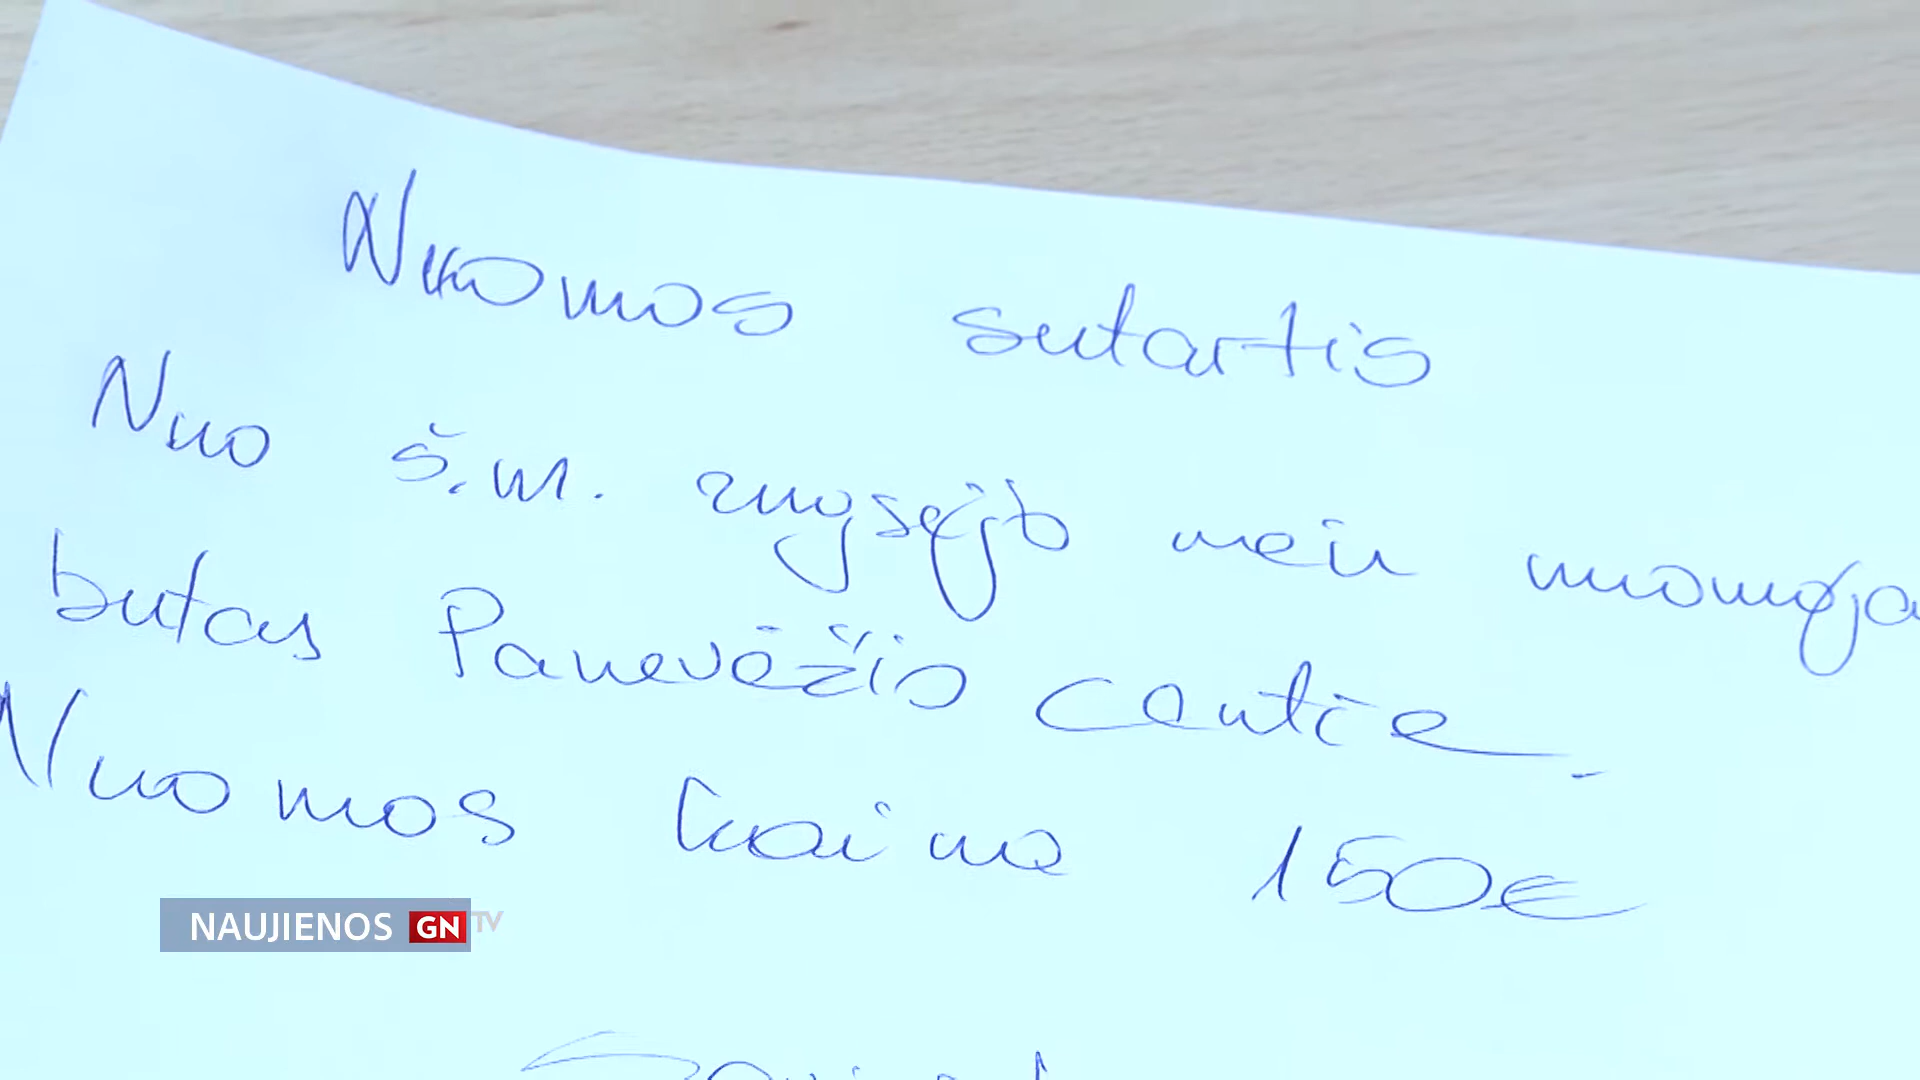 Nuomos sutartis
Nuo š.m. rugsėjo mėn nuomoja
butas Panevėžio centre.
Nuomos kaina 150€
NAUJIENOS GN TV